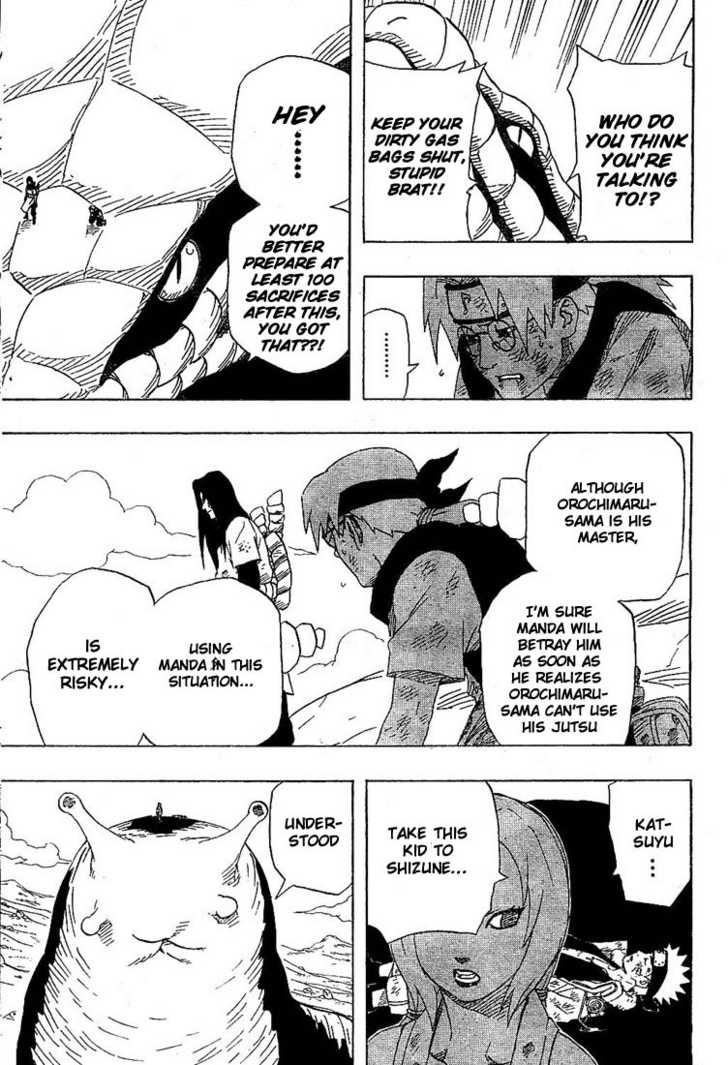 WHO DO
YOU THINK
YOU'RE
TALKING
TO!?
KEEP YOUR
DIRTY GAS
BAGS SHUT,
STUPID
BRAT!!
HEY
......
YOU'D
BETTER
PREPARE
AT LEAST 100
SACRIFICES
AFTER THIS,
YOU GOT
THAT??!
......
ALTHOUGH
OROCHIMARU-
SAMA IS HIS
MASTER,
I'M SURE
MANDA WILL
BETRAY HIM
AS SOON AS
HE REALIZES
OROCHIMARU-
SAMA CAN'T USE
HIS JUTSU
USING
MANDA IN THIS
SITUATION...
IS
EXTREMELY
RISKY...
KAT-
SUYU
...
TAKE THIS
KID TO
SHIZUNE...
UNDER-
STOOD